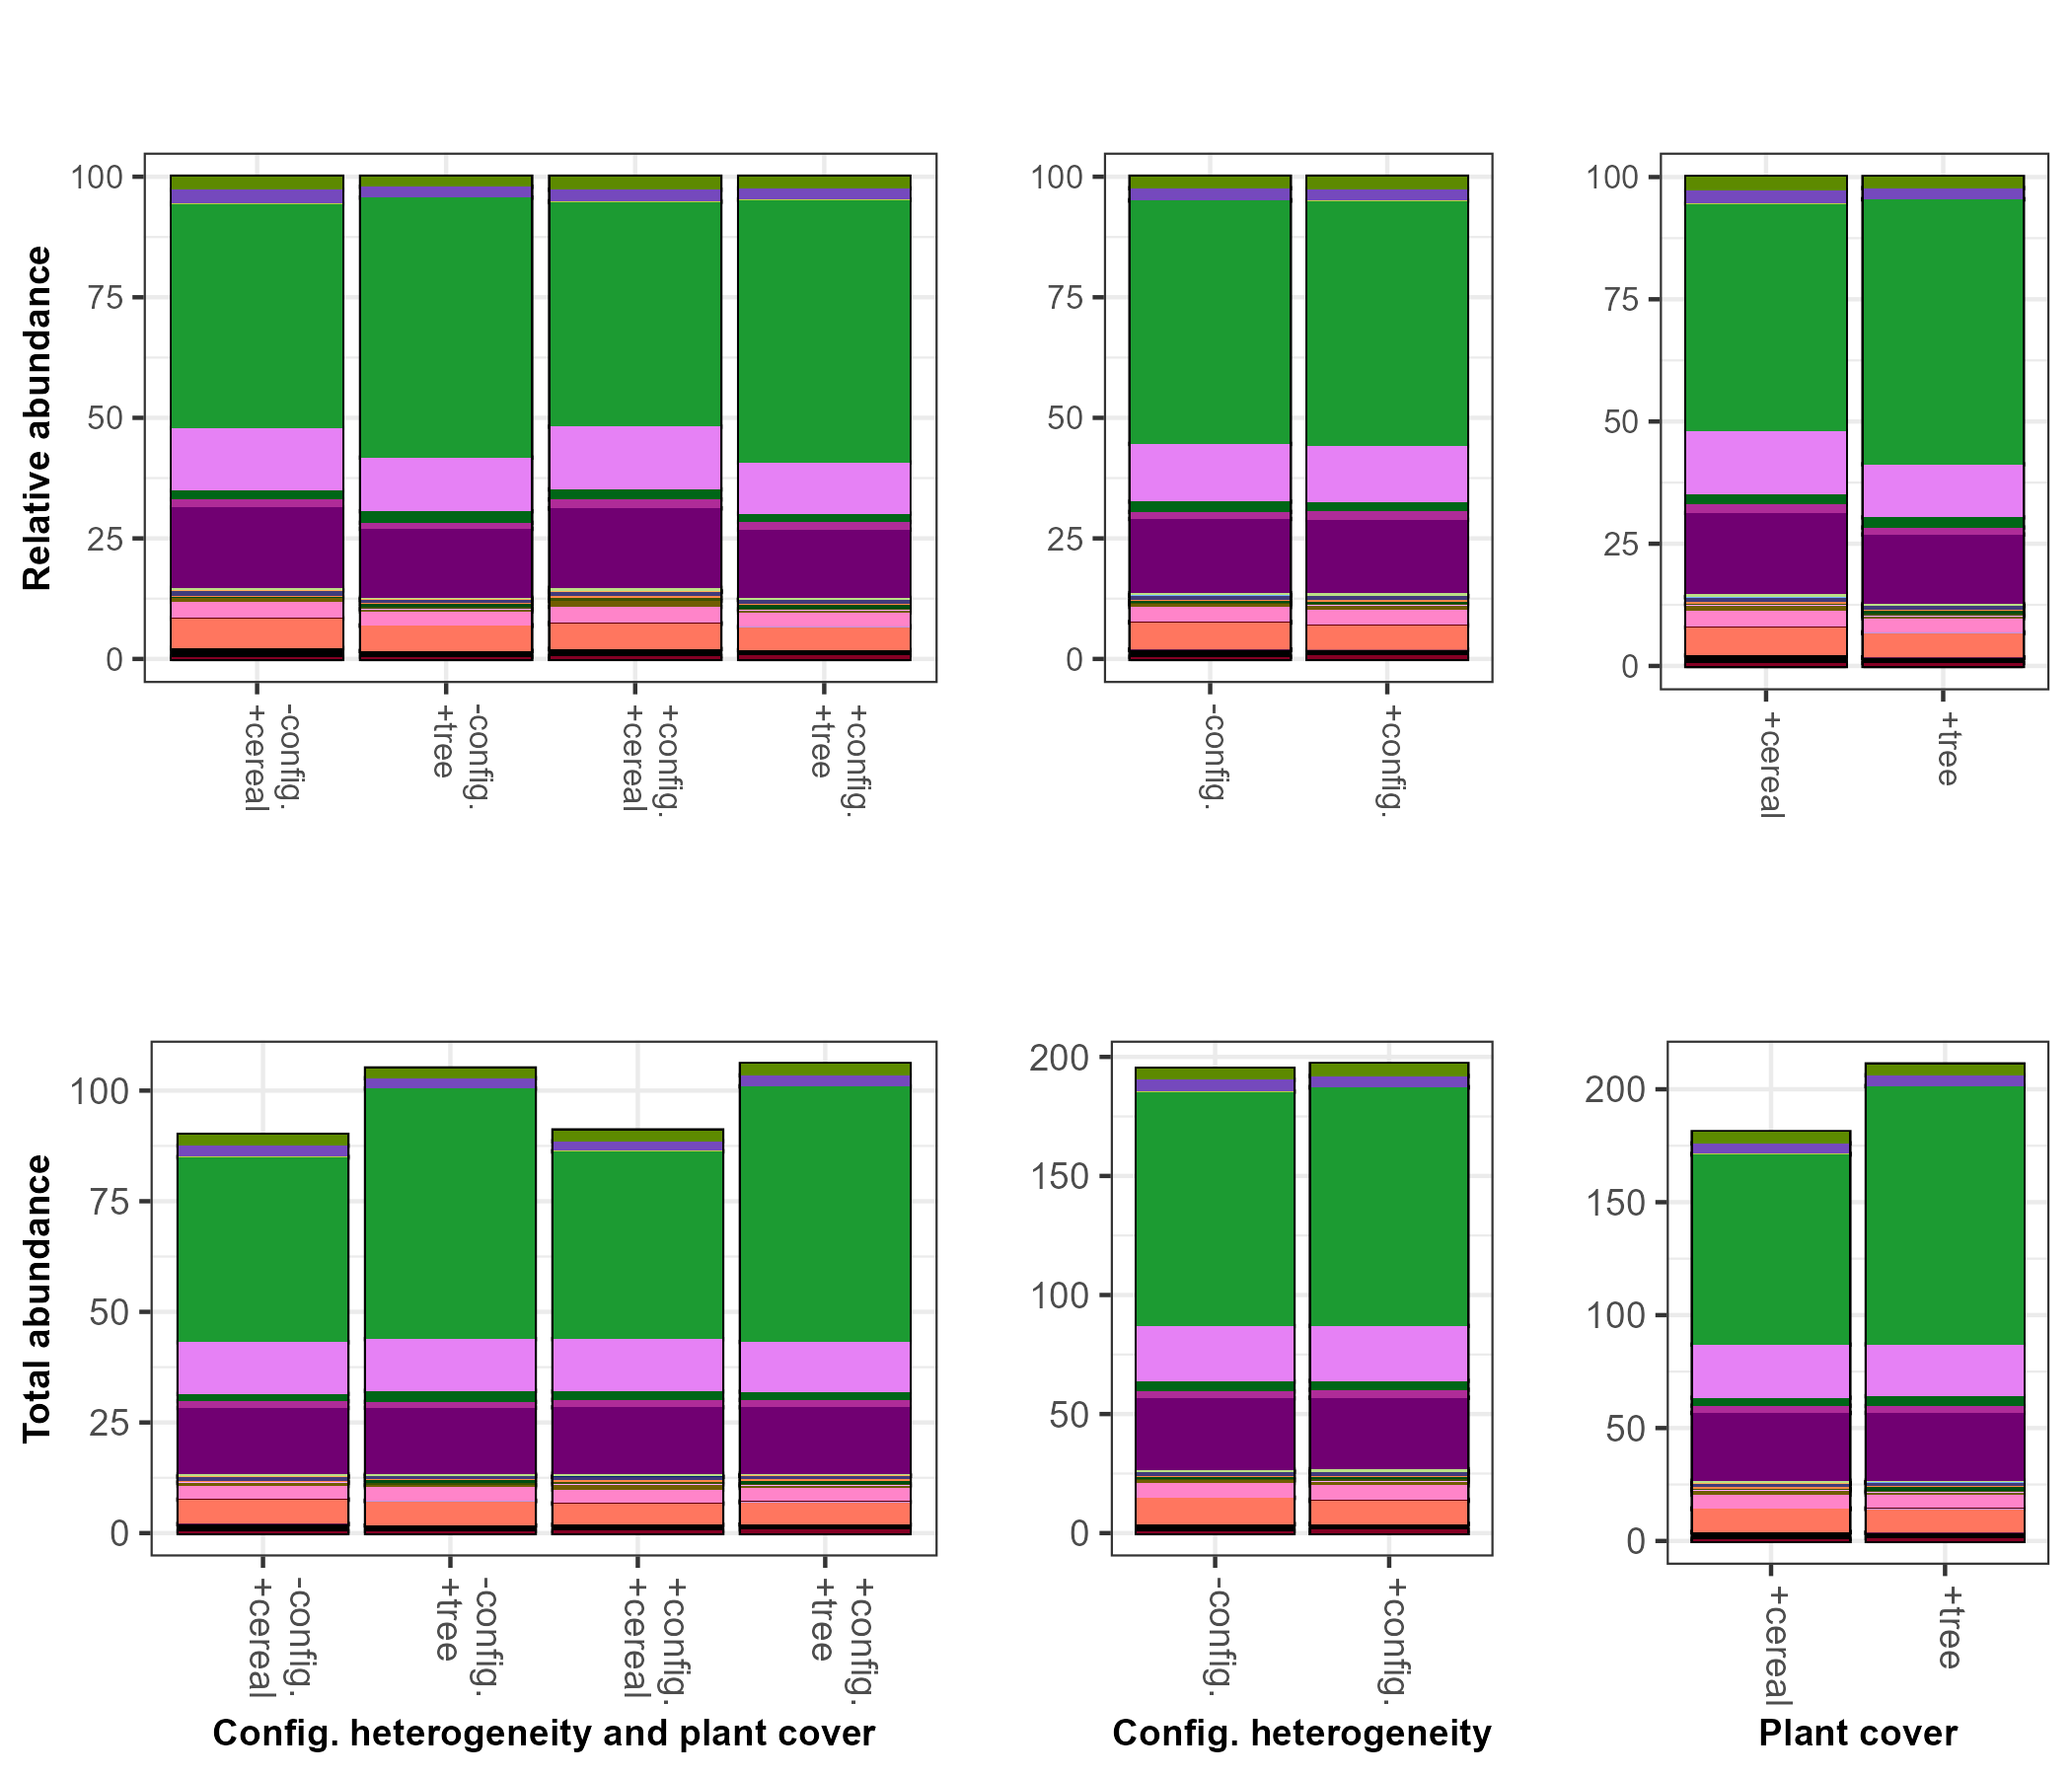 Relative abundance
100
75
50
25
0
-config.
+cereal
-config.
+tree
+config.
+cereal
+config.
+tree
100
75
50
25
0
-config.
+config.
100
75
50
25
0
+cereal
+tree
Total abundance
100
75
50
25
0
-config.
+cereal
-config.
+tree
+config.
+cereal
+config.
+tree
Config. heterogeneity and plant cover
200
150
100
50
0
-config.
+config.
Config. heterogeneity
200
150
100
50
0
+cereal
+tree
Plant cover